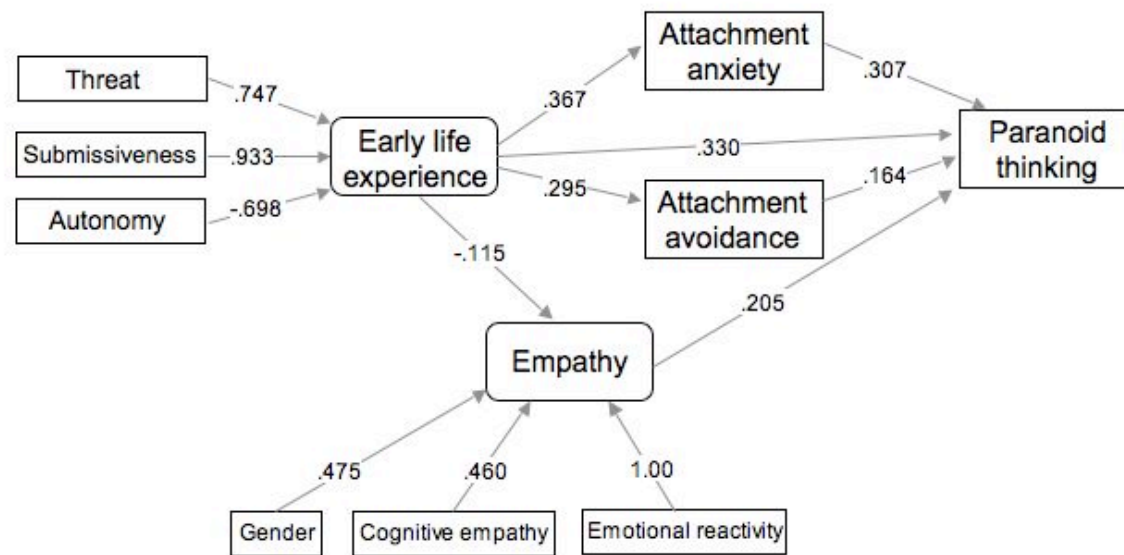 Threat
.747
Submissiveness
.933
Autonomy
-.698
Early life
experience
.367
Attachment
anxiety
.307
.330
Paranoid
thinking
.295
Attachment
avoidance
.164
-.115
.205
Empathy
.475
.460
1.00
Gender
Cognitive empathy
Emotional reactivity